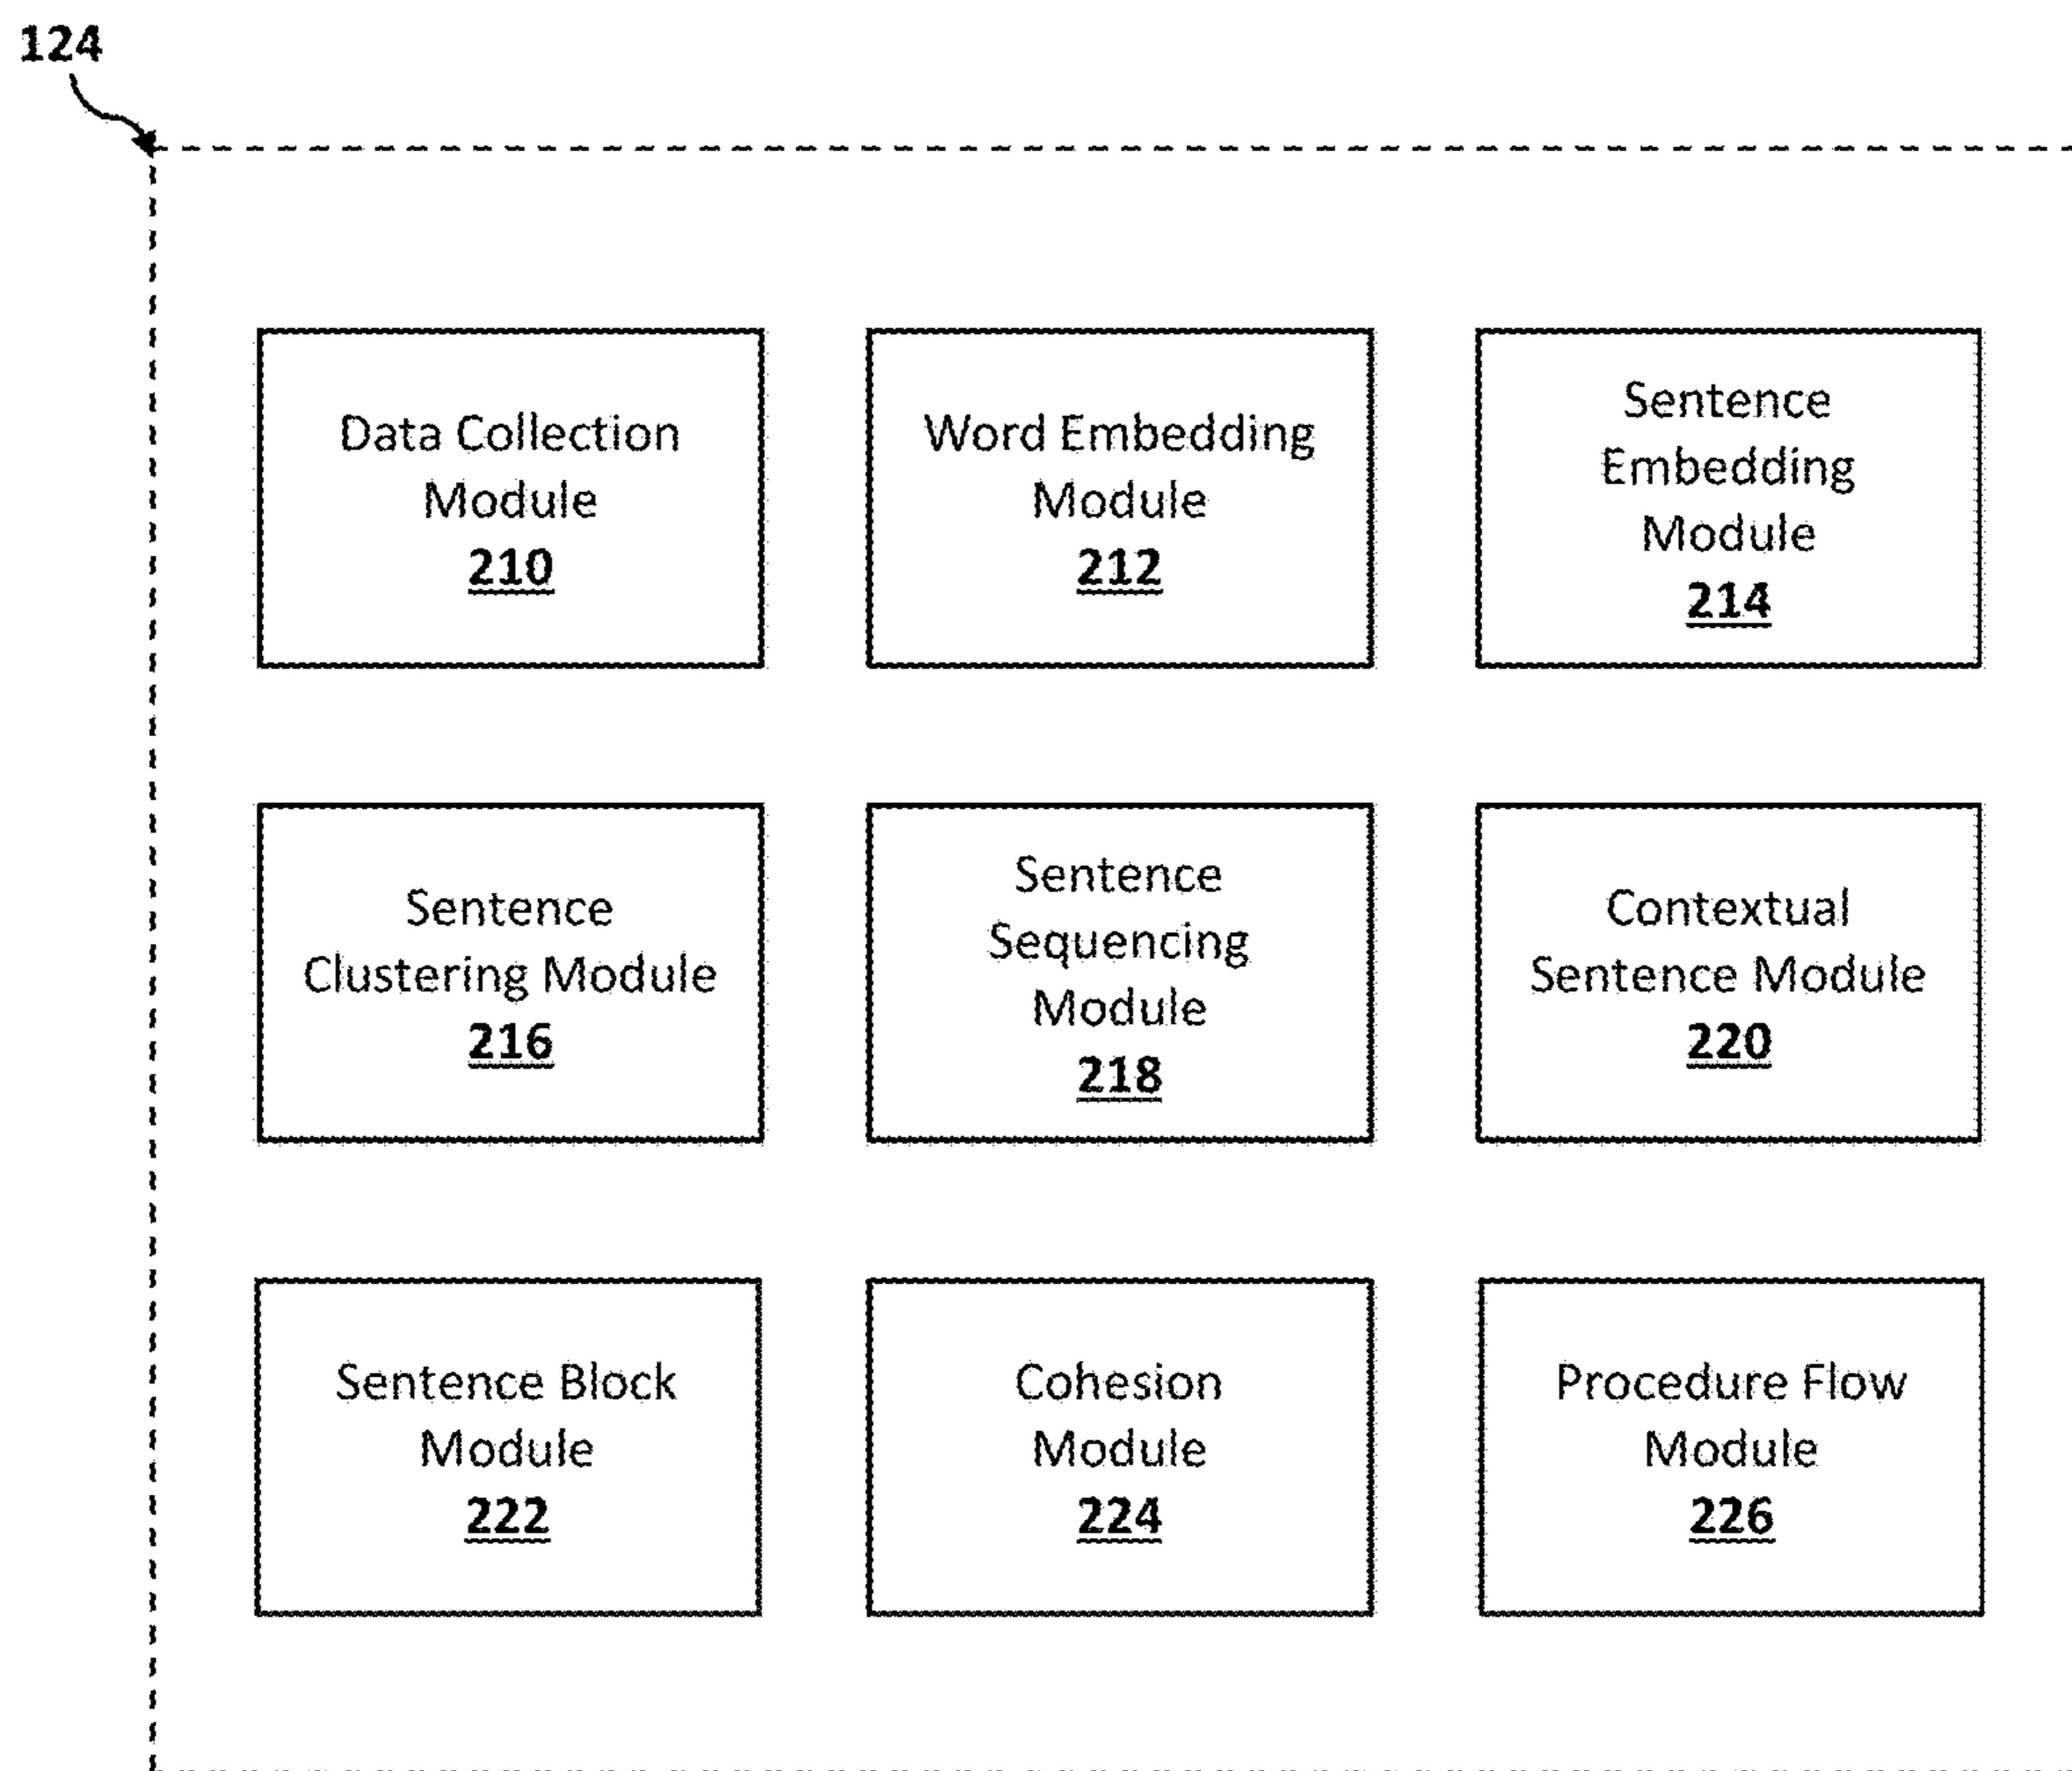 124
Data Collection
Module
210
Word Embedding
Module
212
Sentence
Embedding
Module
214
Sentence
Clustering Module
216
Sentence
Sequencing
Module
218
Contextual
Sentence Module
220
Sentence Block
Module
222
Cohesion
Module
224
Procedure Flow
Module
226